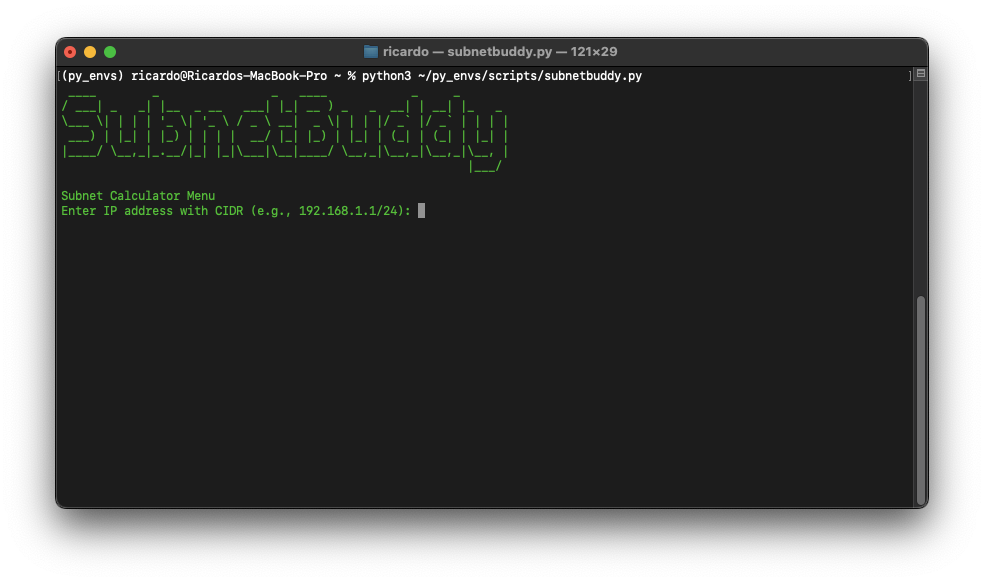 ricardo — subnetbuddy.py — 121×29
[(py_envs) ricardo@Ricardos-MacBook-Pro ~ % python3 ~/py_envs/scripts/subnetbuddy.py ]
SubnetBuddy
Subnet Calculator Menu
Enter IP address with CIDR (e.g., 192.168.1.1/24):